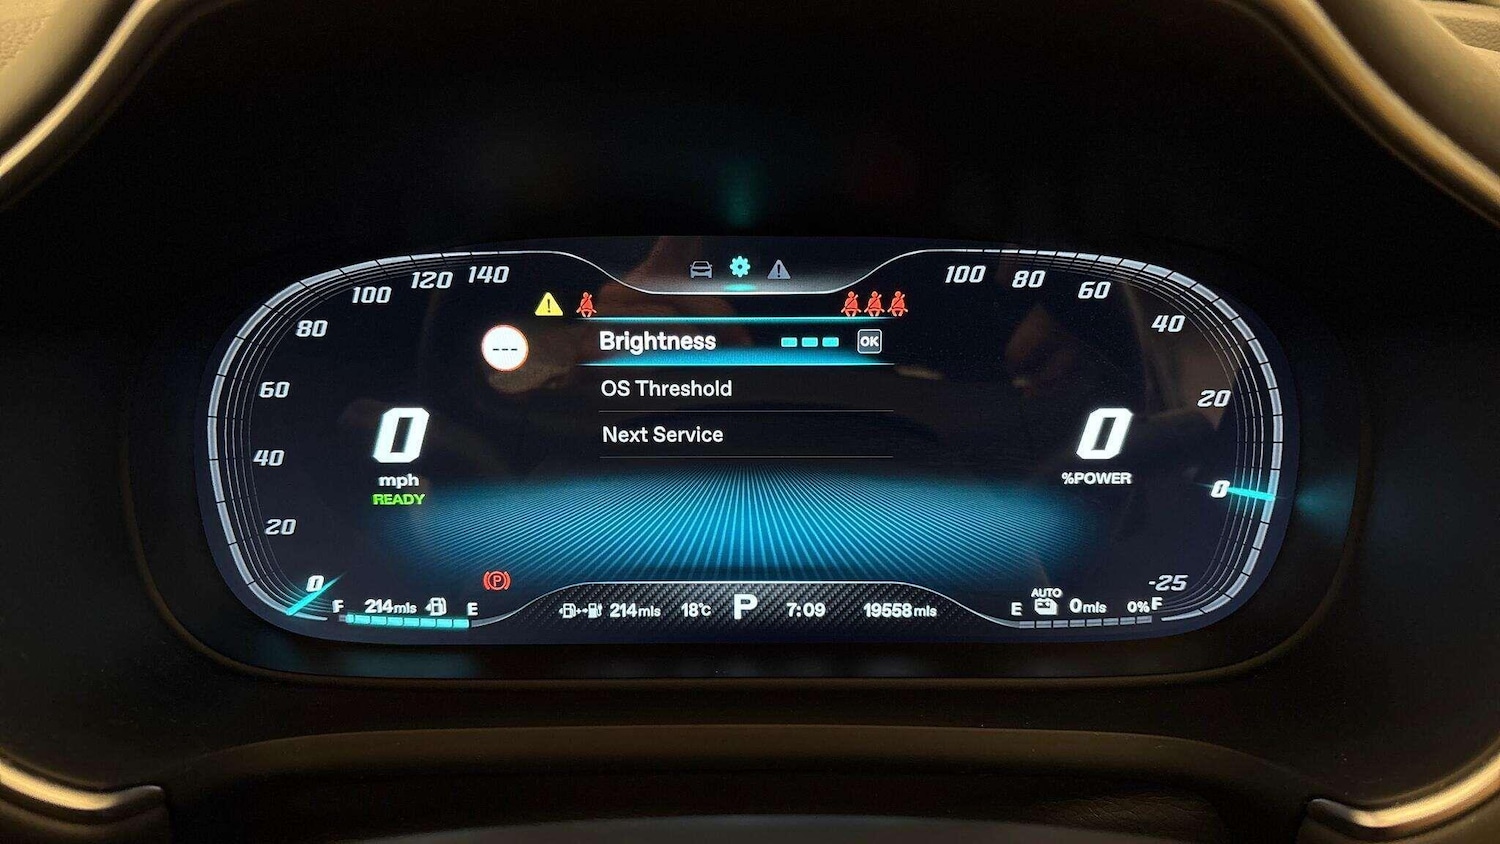 140
120
100
80
60
40
20
0
0
mph
READY
F 214mls E
---
Brightness OK
OS Threshold
Next Service
100
80
60
40
20
0
-25
0
%POWER
P
214mls 18°C P 7:09 19558mls
AUTO
E 0mls 0% F